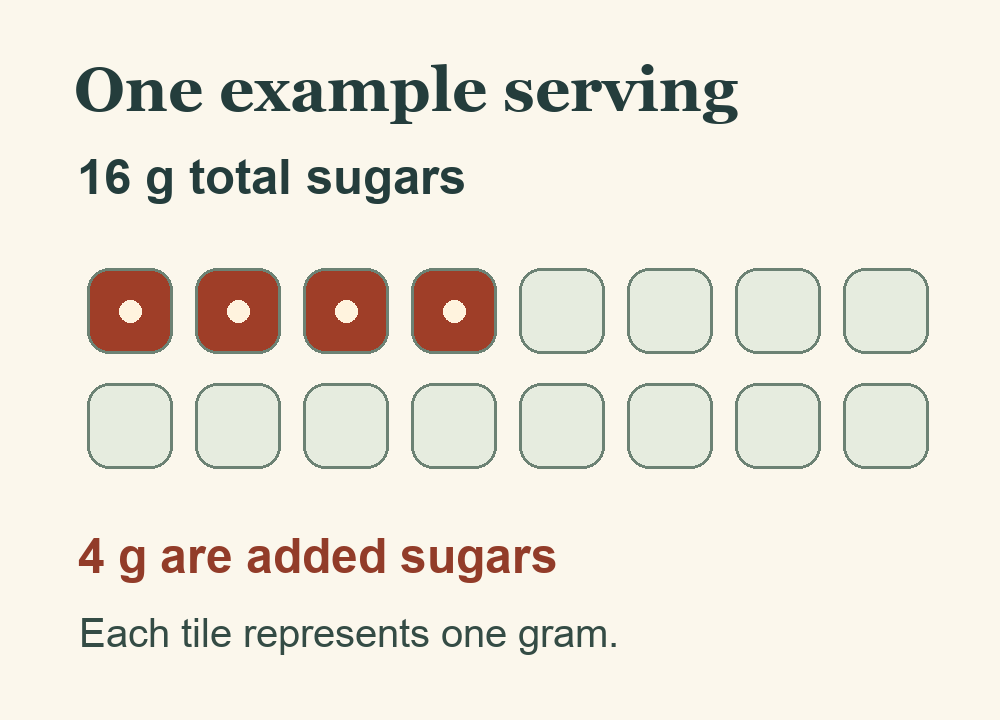 One example serving
16 g total sugars
4 g are added sugars
Each tile represents one gram.